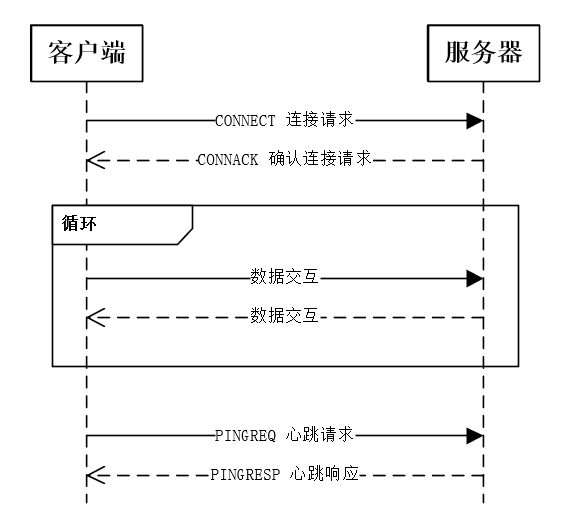 客户端
服务器
CONNECT 连接请求
CONNACK 确认连接请求
循环
数据交互
数据交互
PINGREQ 心跳请求
PINGRESP 心跳响应